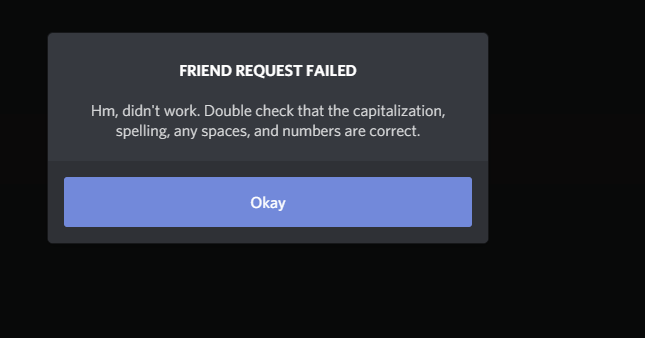 FRIEND REQUEST FAILED
Hm, didn't work. Double check that the capitalization,
spelling, any spaces, and numbers are correct.
Okay